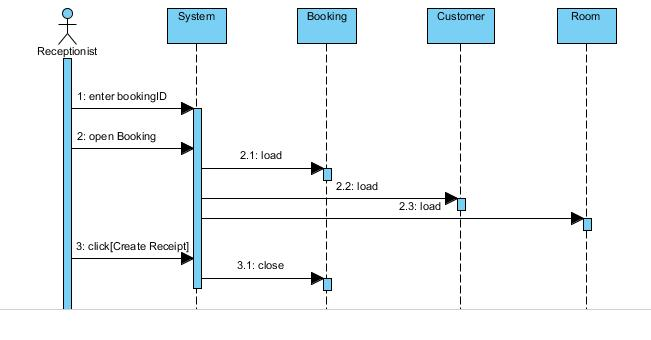 System
Booking
Customer
Room
Receptionist
1: enter bookingID
2: open Booking
2.1: load
2.2: load
2.3: load
3: click[Create Receipt]
3.1: close